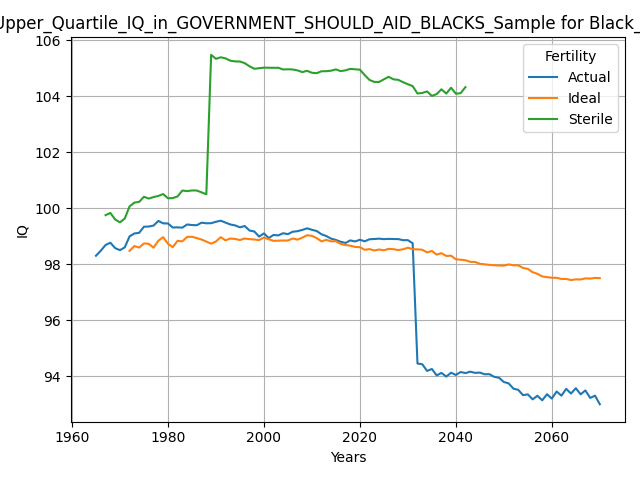 Upper_Quartile_IQ_in_GOVERNMENT_SHOULD_AID_BLACKS_Sample for Black_
106
104
102
100
98
96
94
IQ
Fertility
Actual
Ideal
Sterile
1960
1980
2000
2020
2040
2060
Years